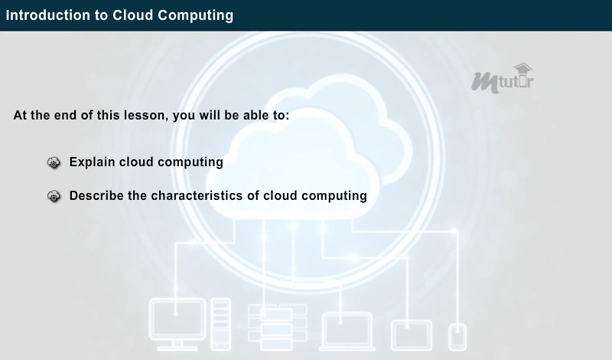 Introduction to Cloud Computing
Mtutor
At the end of this lesson, you will be able to:
Explain cloud computing
Describe the characteristics of cloud computing